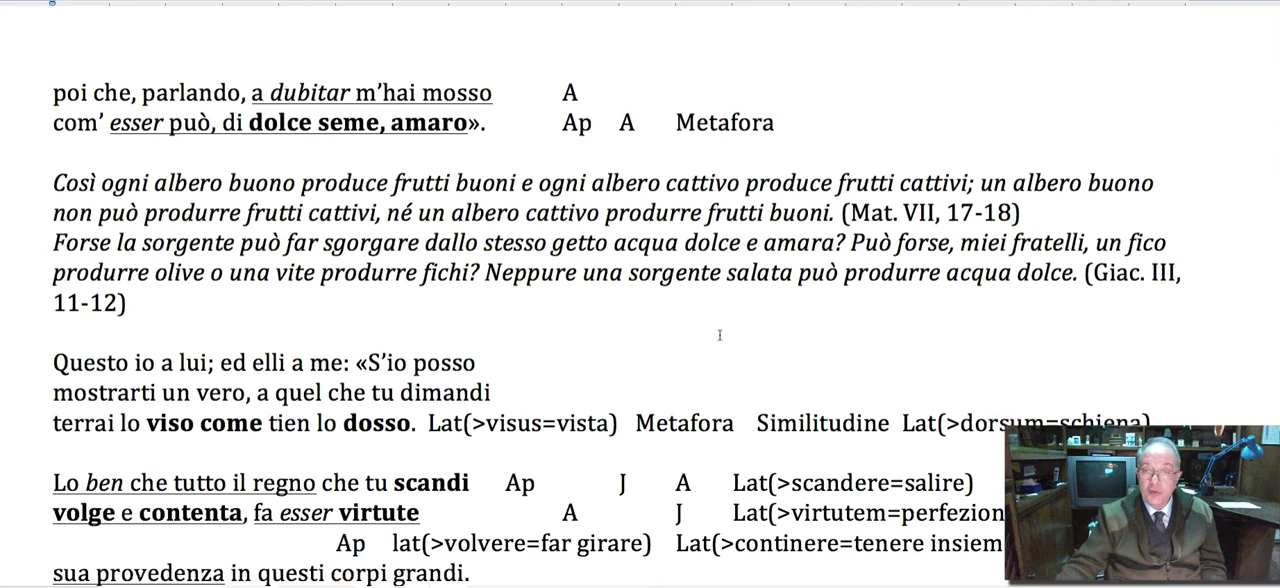 poi che, parlando, a dubitar m'hai mosso A
com' esser può, di dolce seme, amaro». Ap A Metafora
Così ogni albero buono produce frutti buoni e ogni albero cattivo produce frutti cattivi; un albero buono
non può produrre frutti cattivi, né un albero cattivo produrre frutti buoni. (Mat. VII, 17-18)
Forse la sorgente può far sgorgare dallo stesso getto acqua dolce e amara? Può forse, miei fratelli, un fico
produrre olive o una vite produrre fichi? Neppure una sorgente salata può produrre acqua dolce. (Giac. III,
11-12)
Questo io a lui; ed elli a me: «S'io posso
mostrarti un vero, a quel che tu dimandi
terrai lo viso come tien lo dosso. Lat(>visus=vista) Metafora Similitudine Lat(>dorsum=schiena)
Lo ben che tutto il regno che tu scandi Ap J A Lat(>scandere=salire)
volge e contenta, fa esser virtute A J Lat(>virtutem=perfezion
Ap lat(>volvere=far girare) Lat(>continere=tenere insiem
sua provedenza in questi corpi grandi.